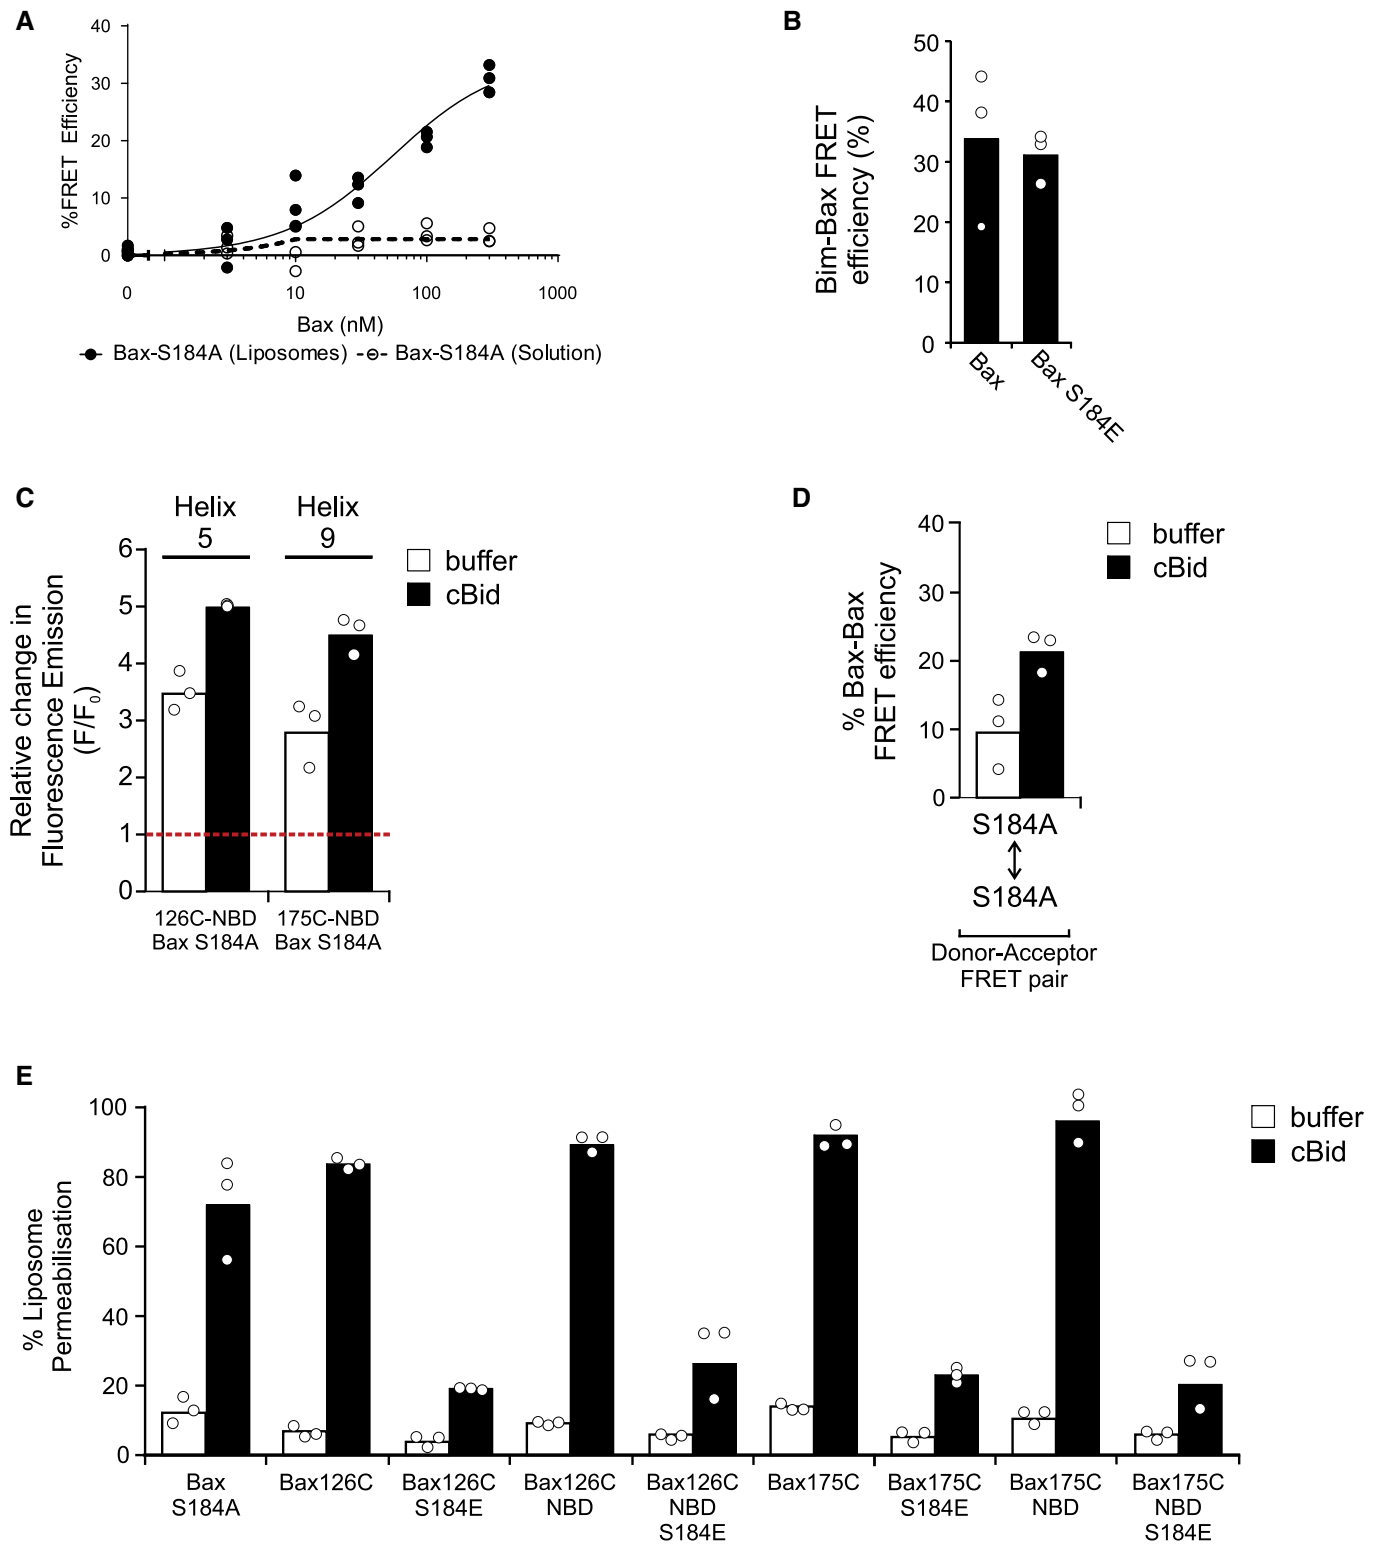 A
40
30
20
10
0
%FRET Efficiency
0 10 100 1000
Bax (nM)
Bax-S184A (Liposomes) Bax-S184A (Solution)
B
50
40
30
20
10
0
Bim-Bax FRET
efficiency (%)
Bax
Bax S184E
C
Helix
5
Helix
9
buffer
cBid
6
5
4
3
2
1
0
Relative change in
Fluorescence Emission
(F/F₀)
126C-NBD
Bax S184A
175C-NBD
Bax S184A
D
40
30
20
10
0
% Bax-Bax
FRET efficiency
buffer
cBid
S184A
S184A
Donor-Acceptor
FRET pair
E
100
80
60
40
20
0
% Liposome
Permeabilisation
buffer
cBid
Bax
S184A
Bax126C
Bax126C
S184E
Bax126C
NBD
Bax126C
NBD
S184E
Bax175C
Bax175C
S184E
Bax175C
NBD
Bax175C
NBD
S184E